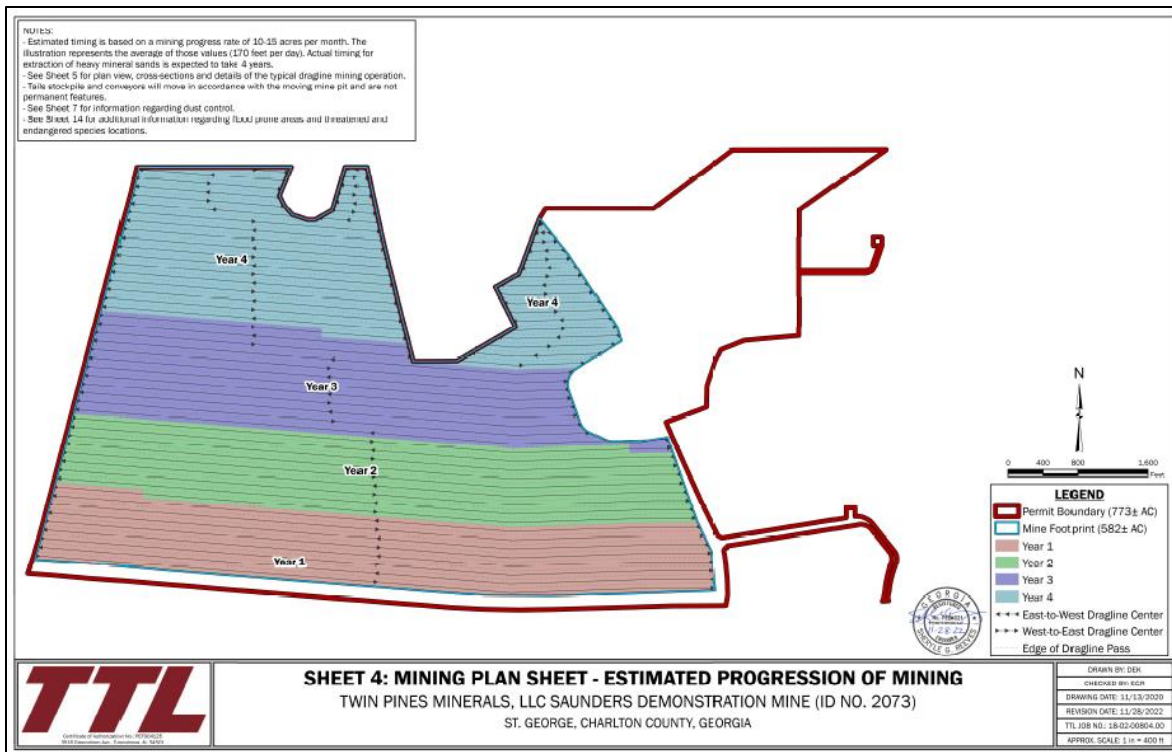 NOTES:
- Estimated timing is based on a mining progress rate of 10-15 acres per month. The
illustration represents the average of those values (170 feet per day). Actual timing for
extraction of heavy mineral sands is expected to take 4 years.
- See Sheet 5 for plan view, cross-sections and details of the typical dragline mining operation.
- Tails stockpile and conveyors will move in accordance with the moving mine pit and are not
permanent features.
- See Sheet 7 for information regarding dust control.
- See Sheet 14 for additional information regarding flood prone areas and threatened and
endangered species locations.
Year 4
Year 4
Year 3
Year 2
Year 1
N
0 400 800 1,600
Feet
LEGEND
Permit Boundary (773± AC)
Mine Footprint (582± AC)
Year 1
Year 2
Year 3
Year 4
East-to-West Dragline Center
West-to-East Dragline Center
Edge of Dragline Pass
GEORGIA
REGISTERED
11-28-22
SHERYLE G. REEVES
TTL
SHEET 4: MINING PLAN SHEET - ESTIMATED PROGRESSION OF MINING
TWIN PINES MINERALS, LLC SAUNDERS DEMONSTRATION MINE (ID NO. 2073)
ST. GEORGE, CHARLTON COUNTY, GEORGIA
DRAWN BY: DEK
CHECKED BY:
DRAWING DATE: 11/13/2020
REVISION DATE: 11/28/2022
TTL JOB NO.: 18-02-00804.00
APPROX. SCALE: 1 in = 400 ft